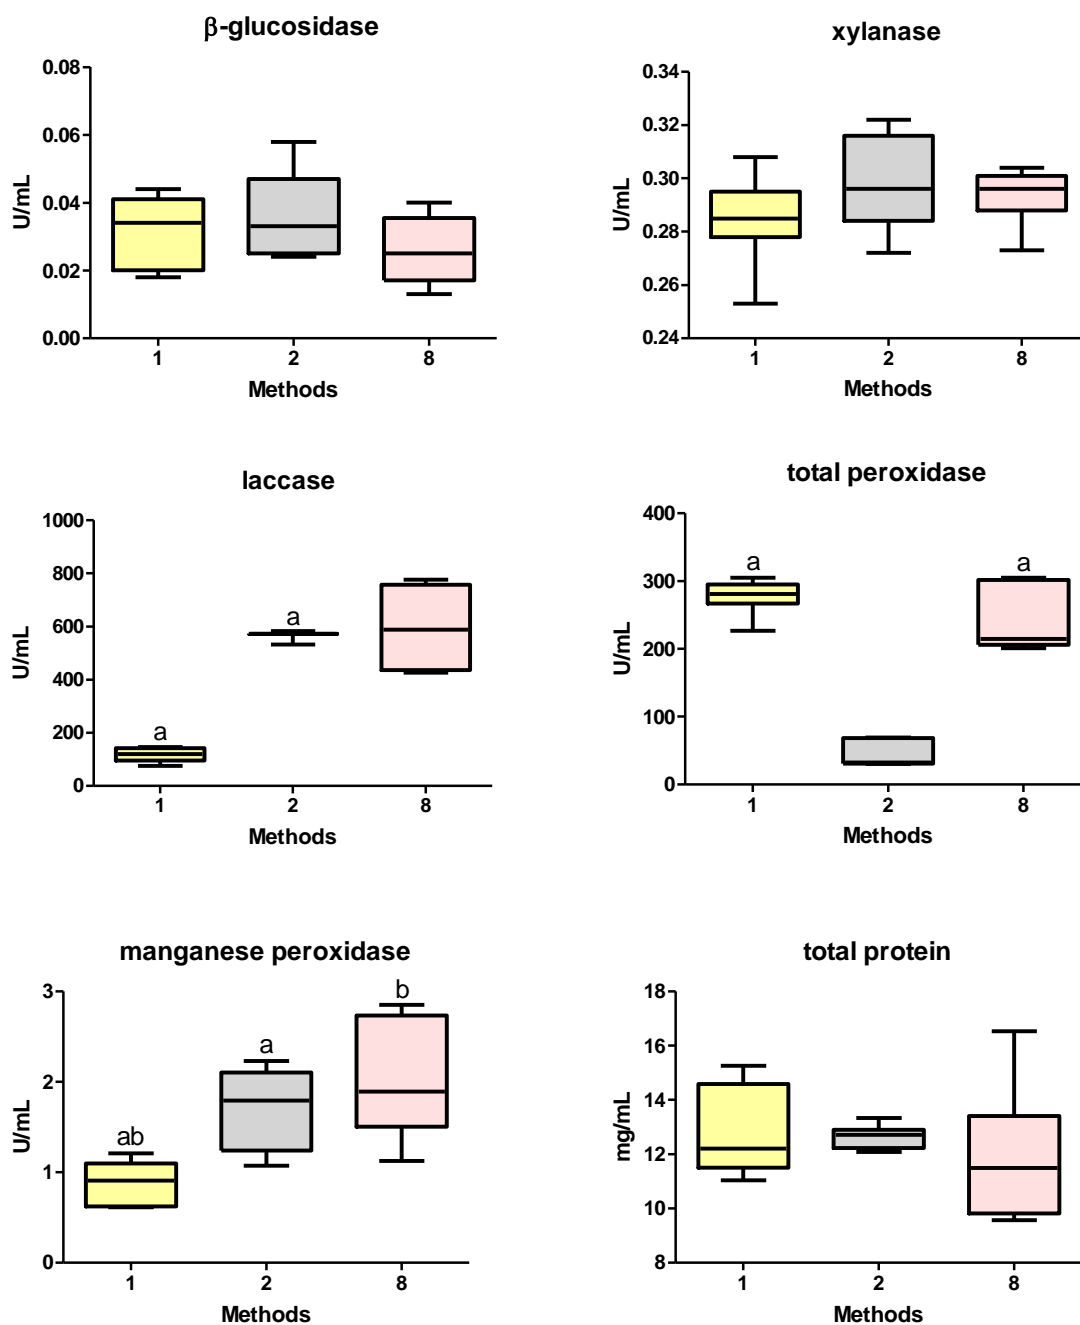 β-glucosidase
0.08
0.06
0.04
0.02
0.00
U/mL
1 2 8
Methods
xylanase
0.34
0.32
0.30
0.28
0.26
0.24
U/mL
1 2 8
Methods
laccase
1000
800
600
400
200
0
U/mL
a
a
1 2 8
Methods
total peroxidase
400
300
200
100
0
U/mL
a a
1 2 8
Methods
manganese peroxidase
3
2
1
0
U/mL
b
a
ab
1 2 8
Methods
total protein
18
16
14
12
10
8
mg/mL
1 2 8
Methods